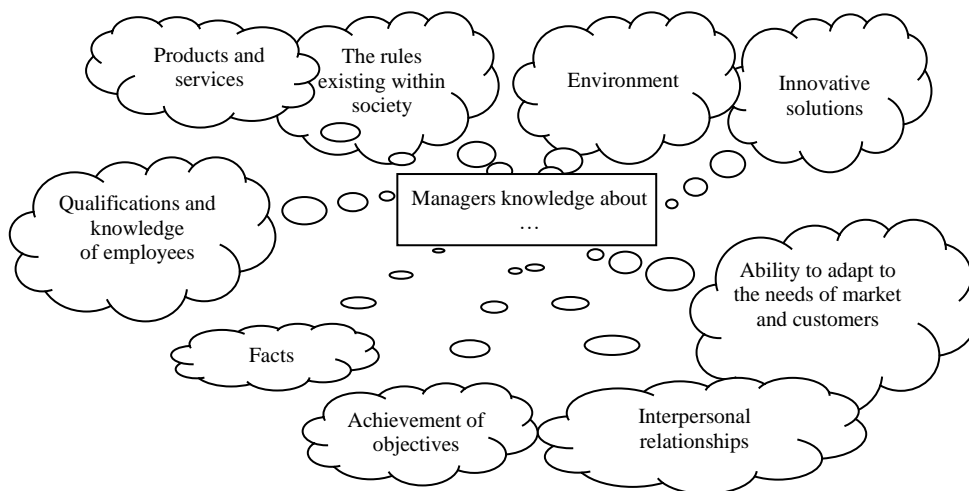 Products and
services
The rules
existing within
society
Environment
Innovative
solutions
Qualifications and
knowledge
of employees
Managers knowledge about
…
Ability to adapt to
the needs of market
and customers
Facts
Achievement of
objectives
Interpersonal
relationships